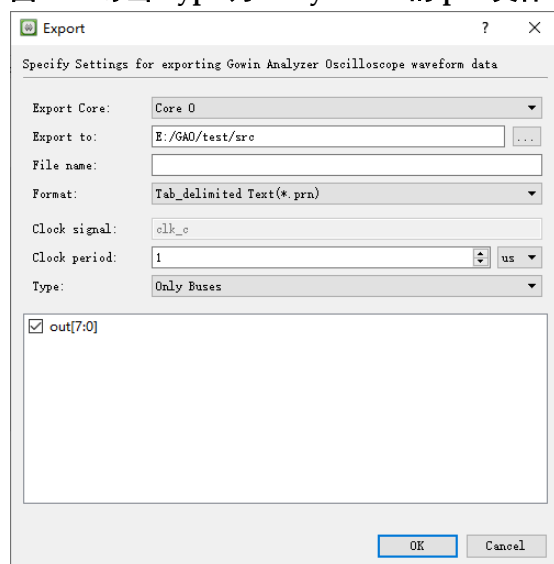 Export ? ×
Specify Settings for exporting Gowin Analyzer Oscilloscope waveform data
Export Core: Core 0
Export to: E:/GAO/test/src ...
File name:
Format: Tab_delimited Text(*.prn)
Clock signal: clk_c
Clock period: 1 us
Type: Only Buses
out[7:0]
OK Cancel